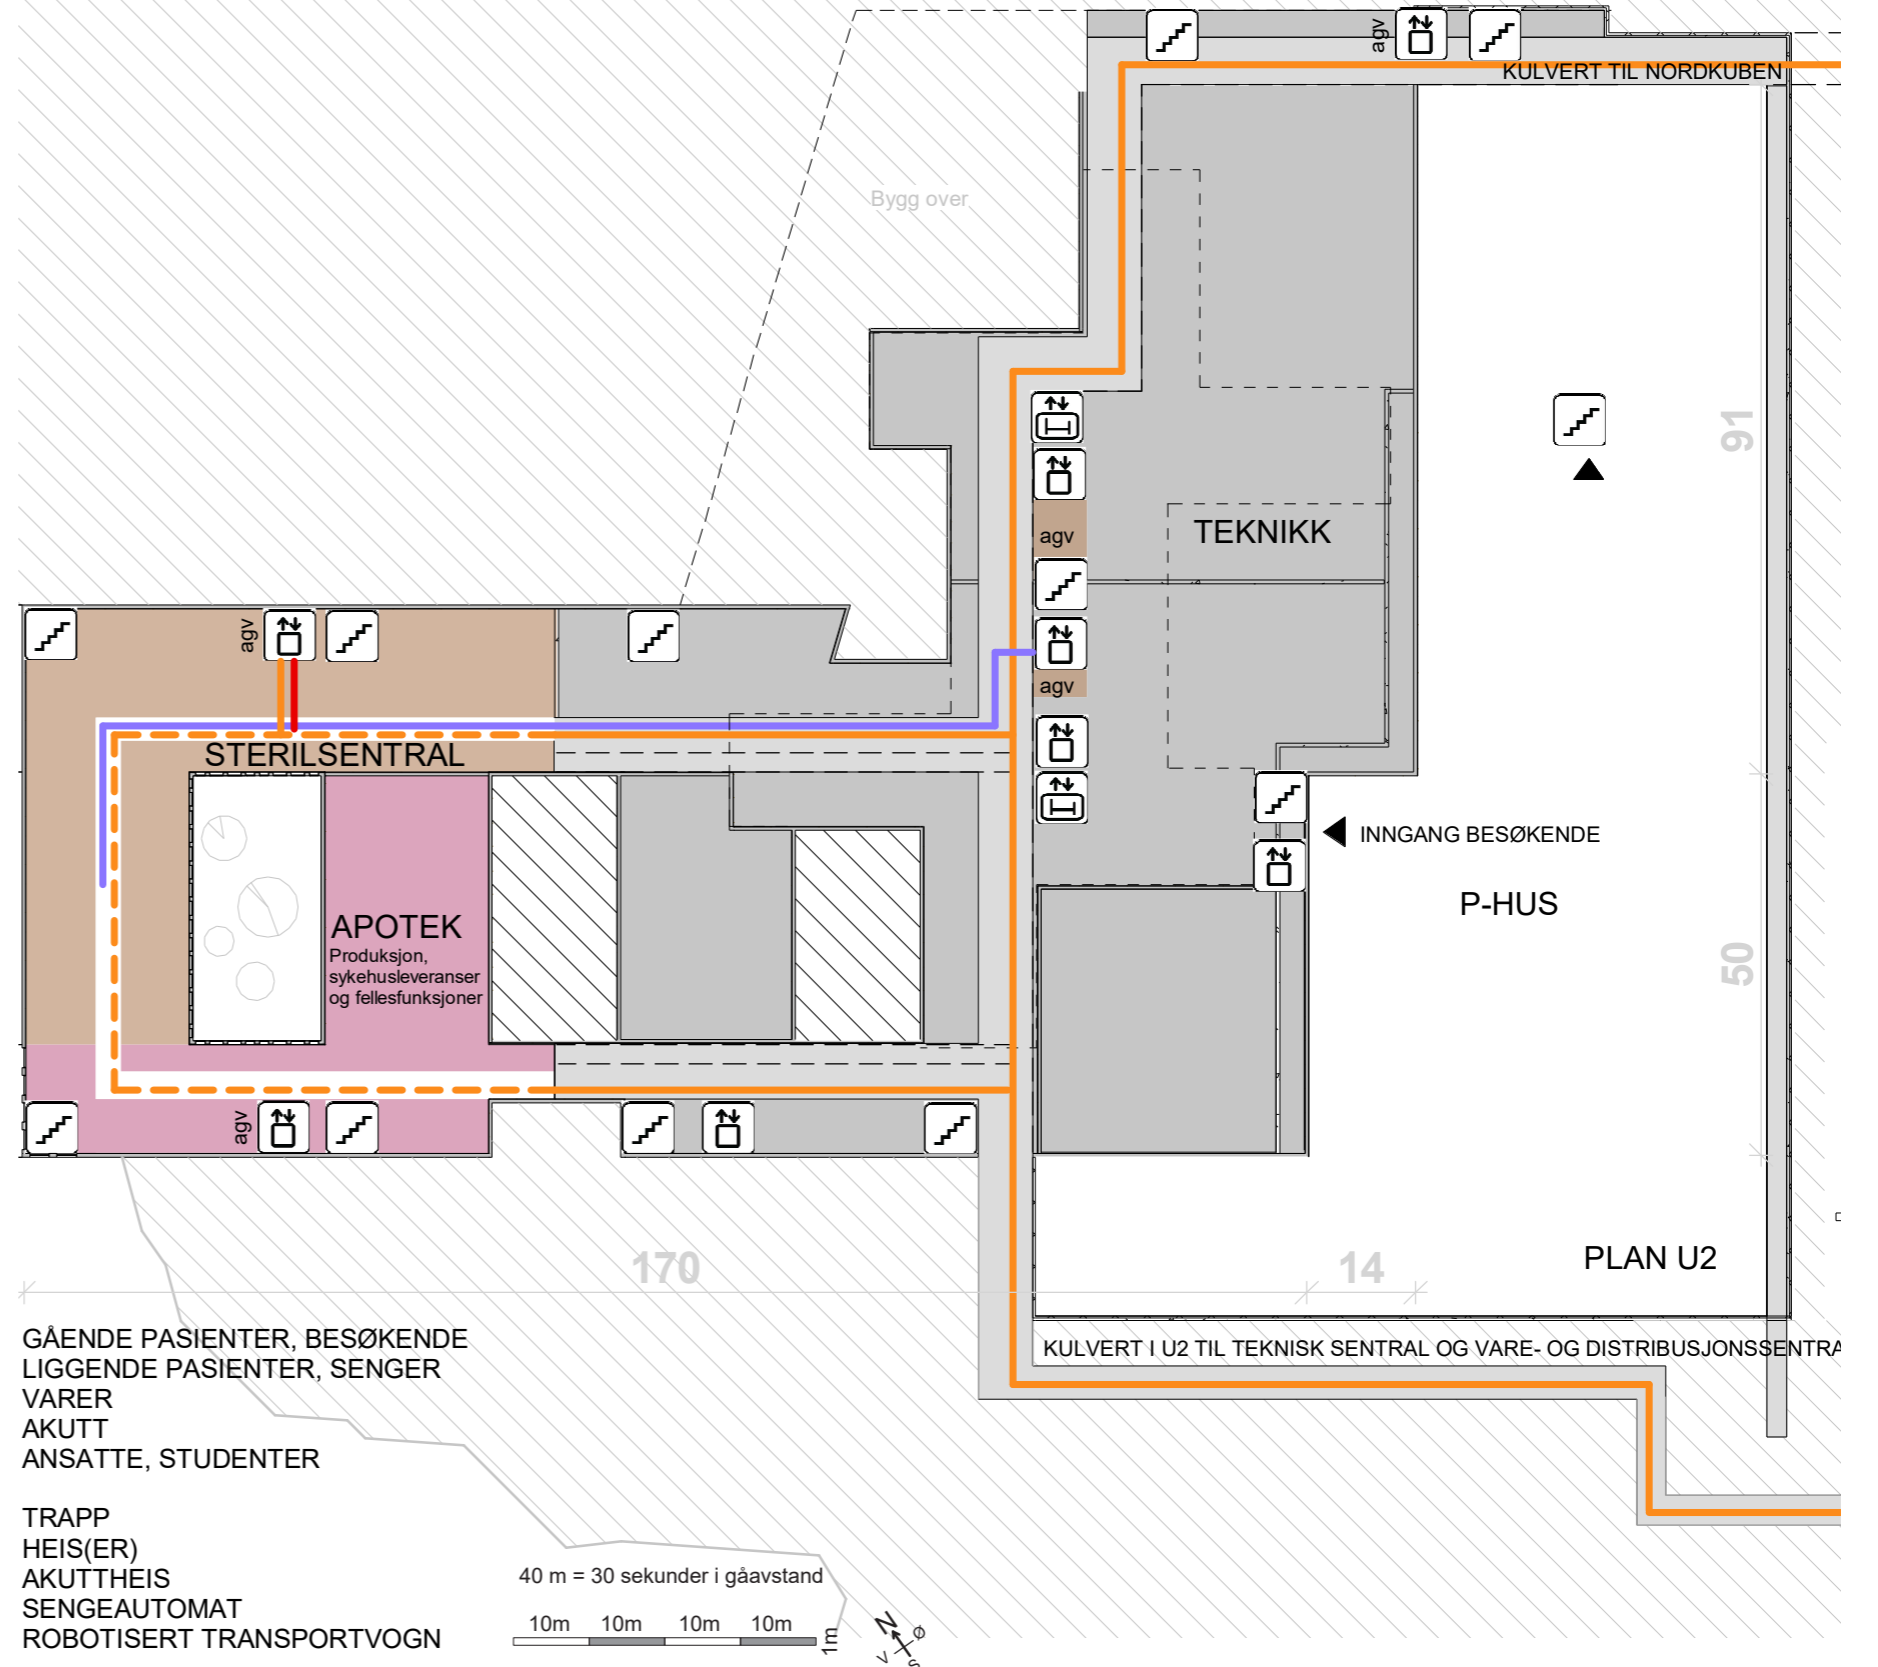 agv
KULVERT TIL NORDKUBEN
Bygg over
91
agv
TEKNIKK
agv
agv
STERILSENTRAL
INNGANG BESØKENDE
P-HUS
APOTEK
Produksjon,
sykehusleveranser
og fellesfunksjoner
50
agv
170
14
PLAN U2
KULVERT I U2 TIL TEKNISK SENTRAL OG VARE- OG DISTRIBUSJONSSENTRA
GÅENDE PASIENTER, BESØKENDE
LIGGENDE PASIENTER, SENGER
VARER
AKUTT
ANSATTE, STUDENTER
TRAPP
HEIS(ER)
AKUTTHEIS
SENGEAUTOMAT
ROBOTISERT TRANSPORTVOGN
40 m = 30 sekunder i gåavstand
10m 10m 10m 10m
1m
N
Ø
V
S